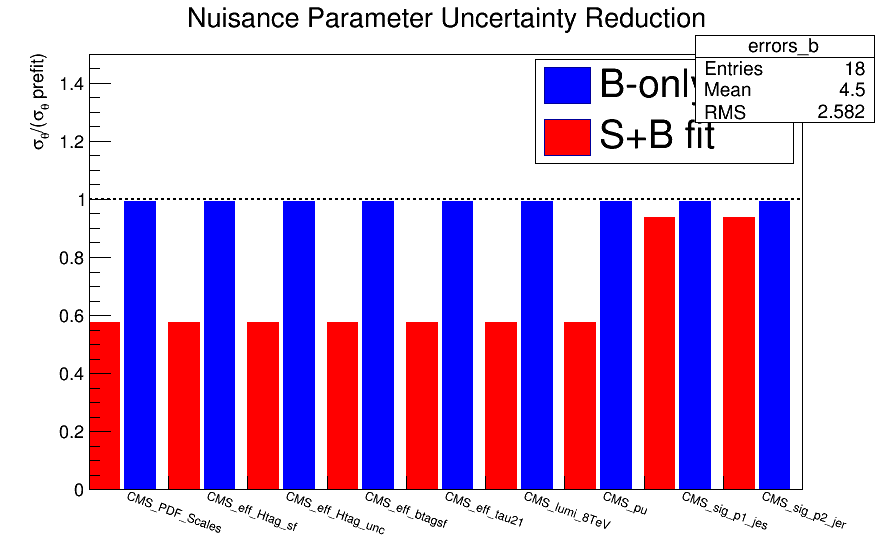 Nuisance Parameter Uncertainty Reduction
errors_b
Entries 18
Mean 4.5
RMS 2.582
B-only
S+B fit
σθ/(σθ prefit)
1.4
1.2
1
0.8
0.6
0.4
0.2
0
CMS_PDF_Scales
CMS_eff_Htag_sf
CMS_eff_Htag_unc
CMS_eff_btagsf
CMS_eff_tau21
CMS_lumi_8TeV
CMS_pu
CMS_sig_p1_jes
CMS_sig_p2_jer